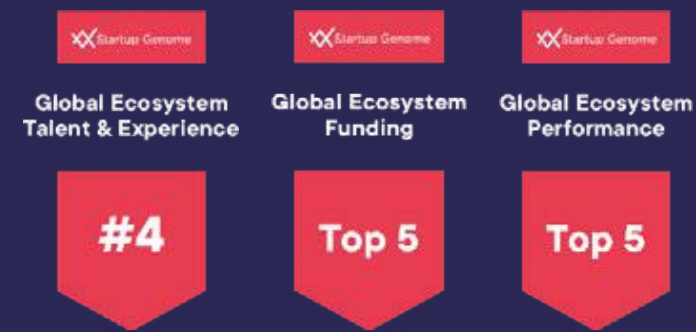 Startup Genome
Startup Genome
Startup Genome
Global Ecosystem
Talent & Experience
Global Ecosystem
Funding
Global Ecosystem
Performance
#4
Top 5
Top 5